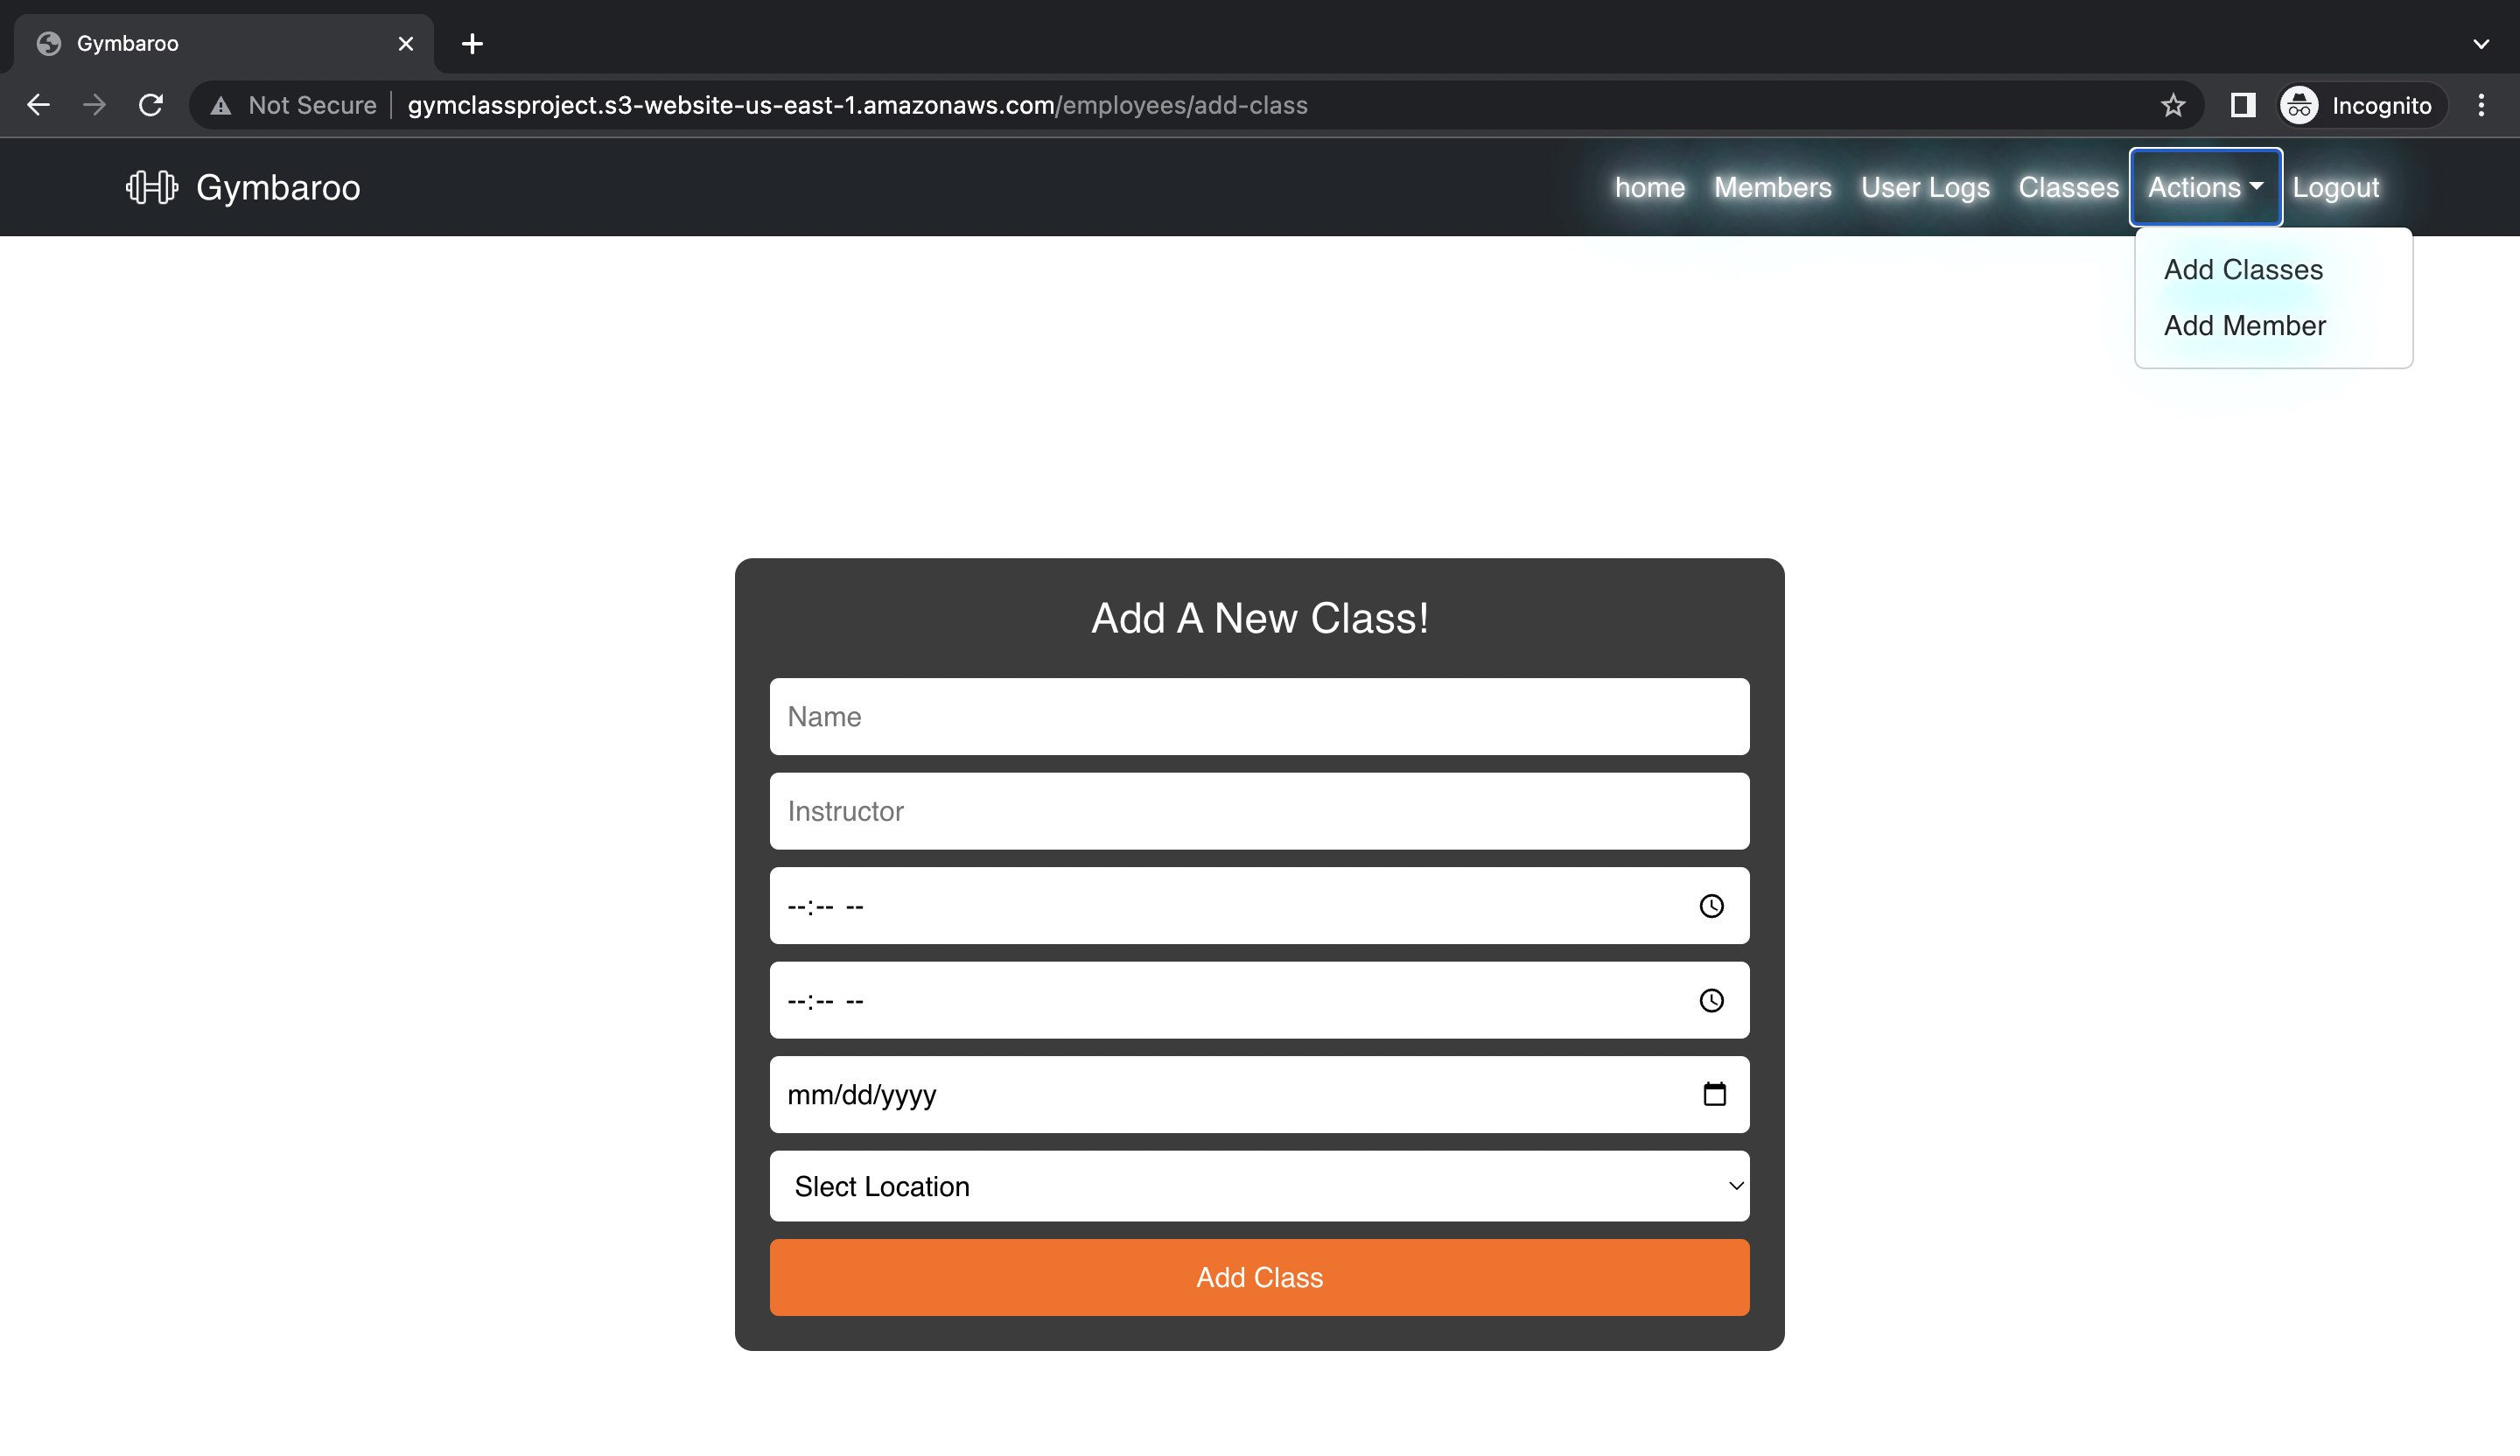 Gymbaroo
Not Secure gymclassproject.s3-website-us-east-1.amazonaws.com/employees/add-class Incognito
Gymbaroo home Members User Logs Classes Actions Logout
Add Classes
Add Member
Add A New Class!
Name
Instructor
--:-- --
--:-- --
mm/dd/yyyy
Slect Location
Add Class